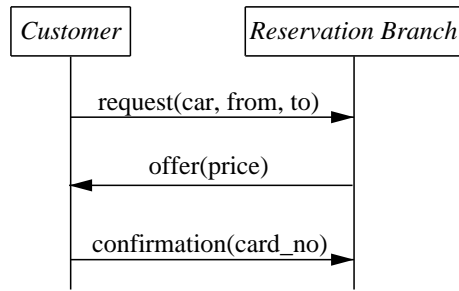 Customer
Reservation Branch
request(car, from, to)
offer(price)
confirmation(card_no)